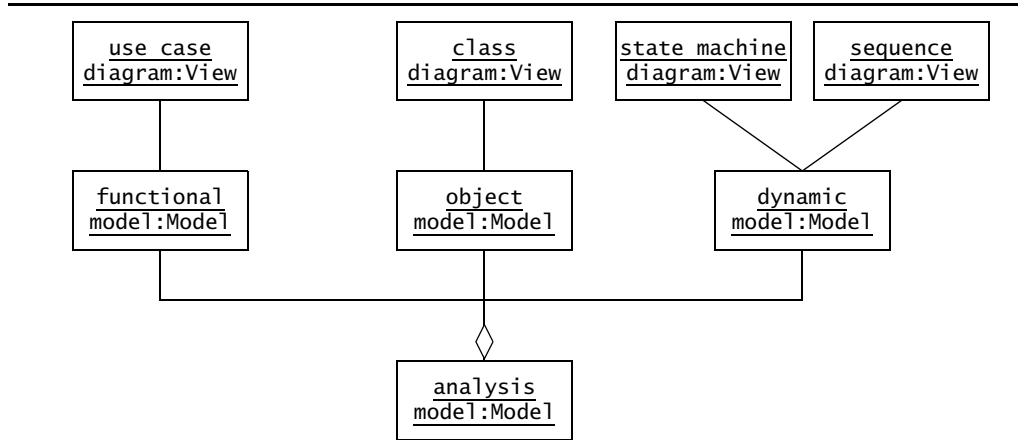 use case
diagram:View
class
diagram:View
state machine
diagram:View
sequence
diagram:View
functional
model:Model
object
model:Model
dynamic
model:Model
analysis
model:Model